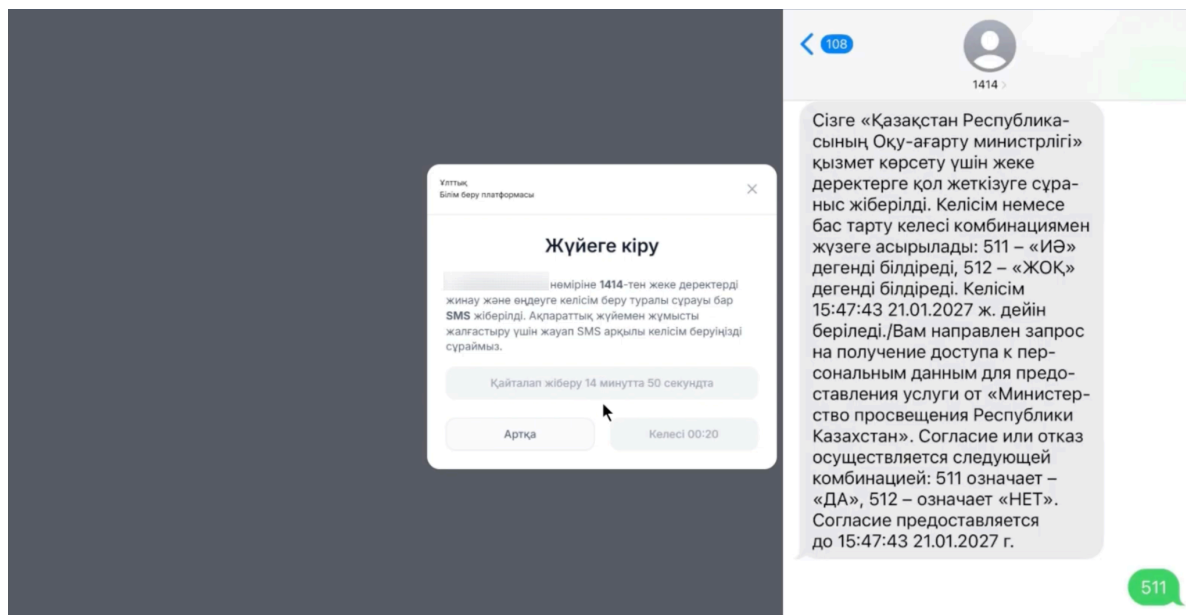 Ұлттық
Білім беру платформасы
Жүйеге кіру
нөміріне 1414-тен жеке деректерді
жинау және өңдеуге келісім беру туралы сұрауы бар
SMS жіберілді. Ақпараттық жүйемен жұмысты
жалғастыру үшін жауап SMS арқылы келісім беруіңізді
сұраймыз.
Қайталап жіберу 14 минутта 50 секундта
Артқа
Келесі 00:20
108
1414
Сізге «Қазақстан Республика-
сының Оқу-ағарту министрлігі»
қызмет көрсету үшін жеке
деректерге қол жеткізуге сұра-
ныс жіберілді. Келісім немесе
бас тарту келесі комбинациямен
жүзеге асырылады: 511 – «ИӘ»
дегенді білдіреді, 512 – «ЖОҚ»
дегенді білдіреді. Келісім
15:47:43 21.01.2027 ж. дейін
беріледі./Вам направлен запрос
на получение доступа к пер-
сональным данным для предо-
ставления услуги от «Министер-
ство просвещения Республики
Казахстан». Согласие или отказ
осуществляется следующей
комбинацией: 511 означает –
«ДА», 512 – означает «НЕТ».
Согласие предоставляется
до 15:47:43 21.01.2027 г.
511